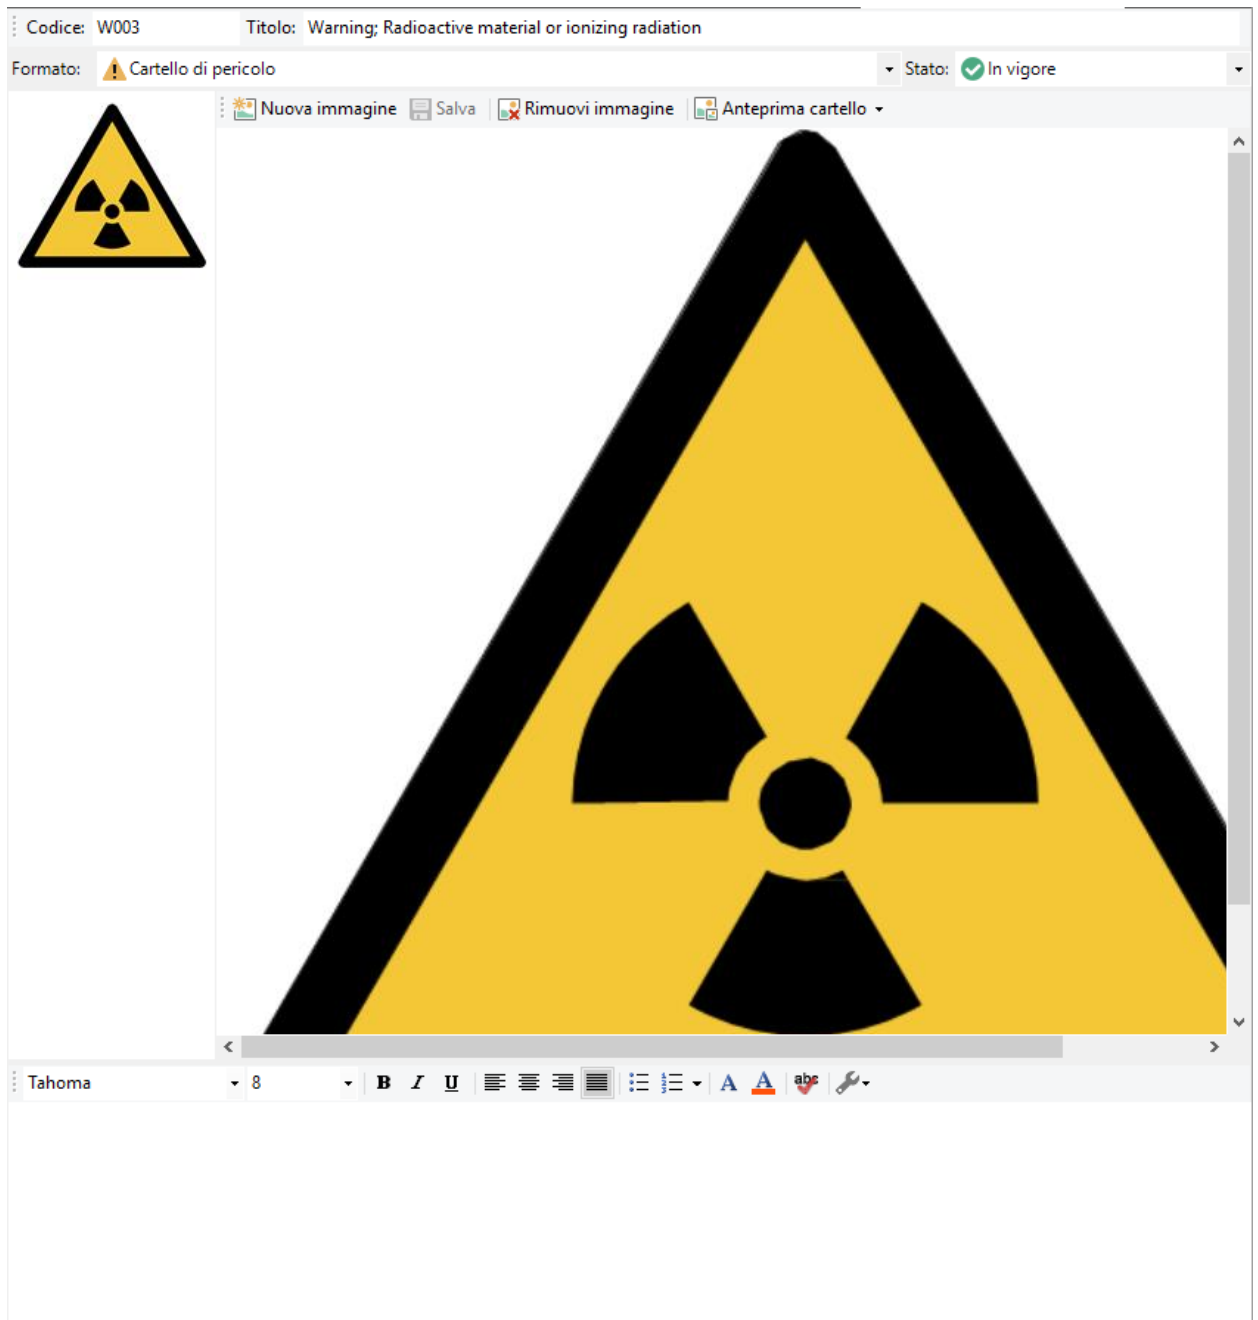 Codice: W003 Titolo: Warning; Radioactive material or ionizing radiation
Formato: Cartello di pericolo Stato: In vigore
Nuova immagine Salva Rimuovi immagine Anteprima cartello
Tahoma 8 B I U A A abc